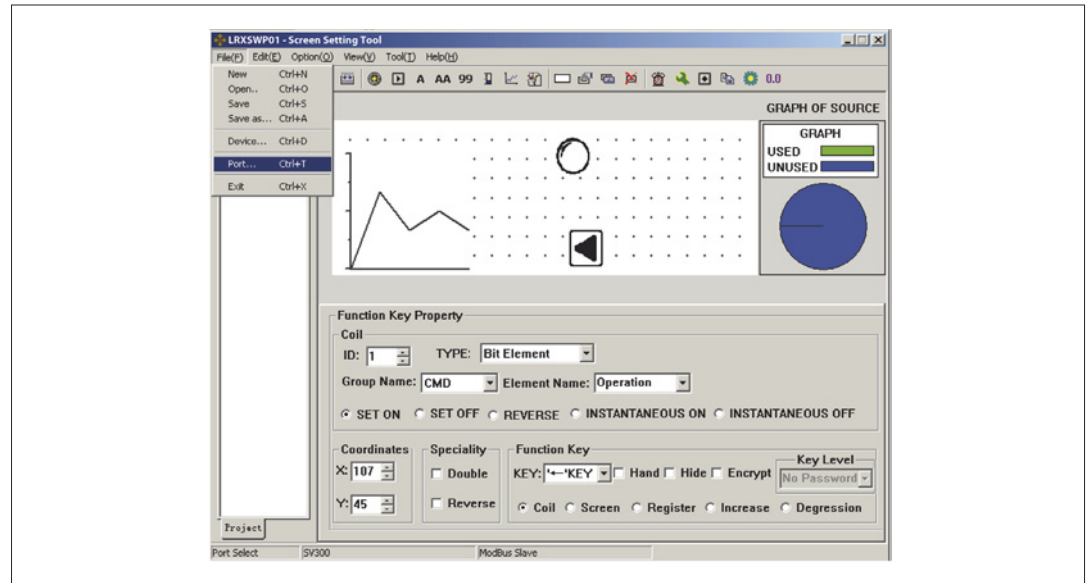 LRXSWP01 - Screen Setting Tool
File(F) Edit(E) Option(O) View(V) Tool(T) Help(H)
New Ctrl+N
Open.. Ctrl+O
Save Ctrl+S
Save as... Ctrl+A
Device... Ctrl+D
Port... Ctrl+T
Exit Ctrl+X
A AA 99 0.0
GRAPH OF SOURCE
GRAPH
USED
UNUSED
Function Key Property
Coil
ID: 1 TYPE: Bit Element
Group Name: CMD Element Name: Operation
SET ON SET OFF REVERSE INSTANTANEOUS ON INSTANTANEOUS OFF
Coordinates Speciality Function Key
Key Level
X: 107 Double KEY: '←'KEY Hand Hide Encrypt No Password
Y: 45 Reverse Coil Screen Register Increase Degression
Project
Port Select SV300 ModBus Slave